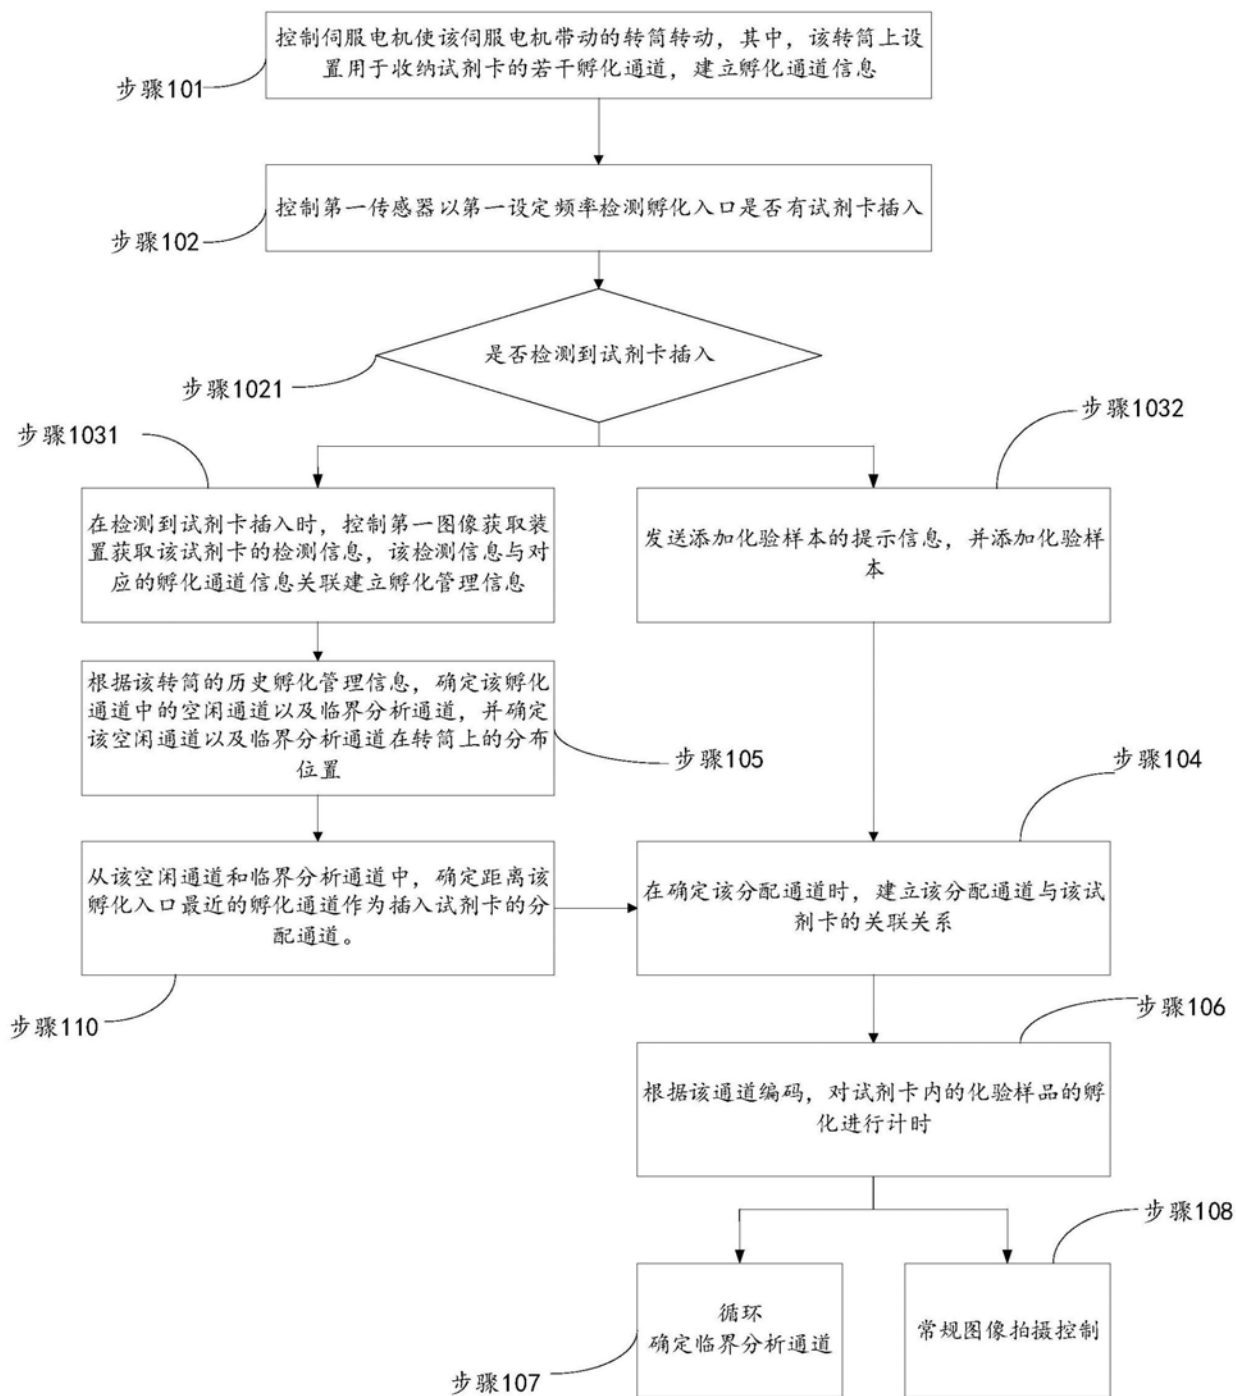 控制伺服电机使该伺服电机带动的转筒转动，其中，该转筒上设
置用于收纳试剂卡的若干孵化通道，建立孵化通道信息
步骤101
控制第一传感器以第一设定频率检测孵化入口是否有试剂卡插入
步骤102
是否检测到试剂卡插入
步骤1021
步骤1031
步骤1032
在检测到试剂卡插入时，控制第一图像获取装
置获取该试剂卡的检测信息，该检测信息与对
应的孵化通道信息关联建立孵化管理信息
发送添加化验样本的提示信息，并添加化验样
本
根据该转筒的历史孵化管理信息，确定该孵化
通道中的空闲通道以及临界分析通道，并确定
该空闲通道以及临界分析通道在转筒上的分布
位置
步骤105
步骤104
从该空闲通道和临界分析通道中，确定距离该
孵化入口最近的孵化通道作为插入试剂卡的分
配通道。
在确定该分配通道时，建立该分配通道与该试
剂卡的关联关系
步骤110
步骤106
根据该通道编码，对试剂卡内的化验样品的孵
化进行计时
步骤108
循环
确定临界分析通道
常规图像拍摄控制
步骤107